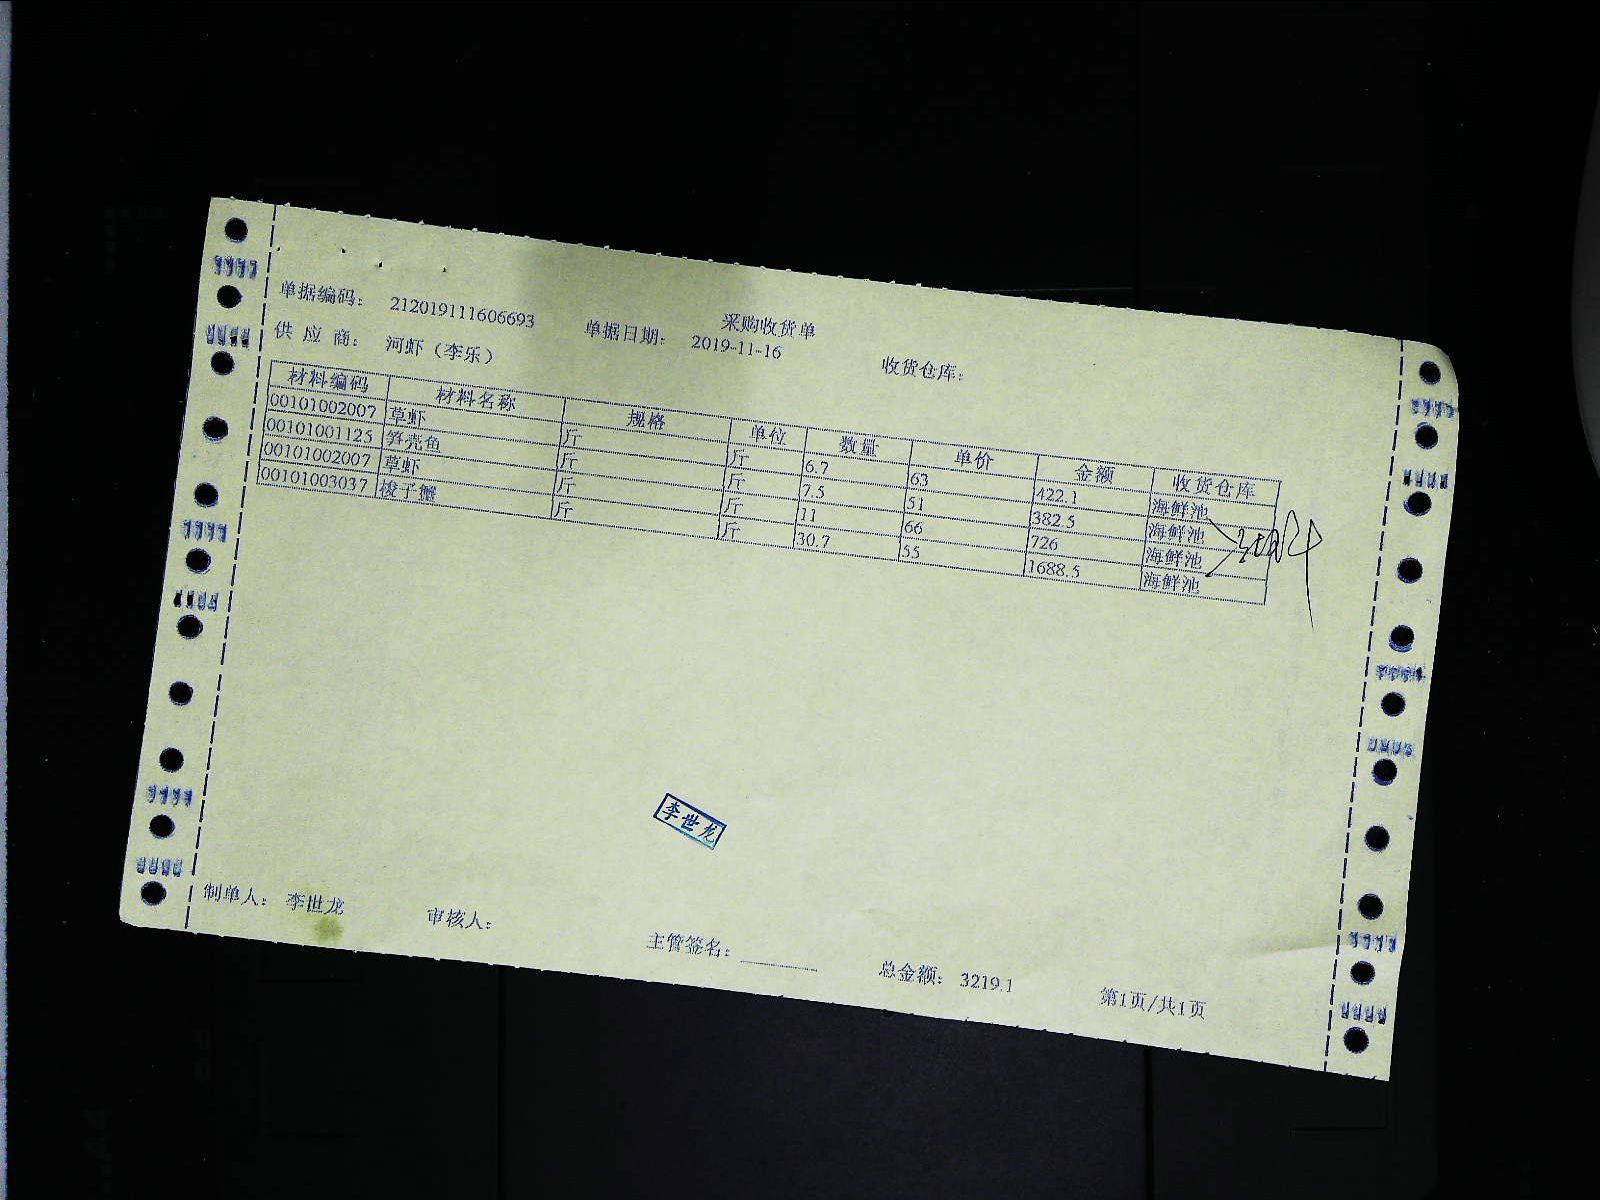 采购收货单
单据编码： 212019111606693 单据日期： 2019-11-16 收货仓库：
供 应 商： 河虾（李乐）
材料编码 材料名称 规格 单位 数量 单价 金额 收货仓库
00101002007 草虾 斤 斤 6.7 63 422.1 海鲜池
00101001125 笋壳鱼 斤 斤 7.5 51 382.5 海鲜池
00101002007 草虾 斤 斤 11 66 726 海鲜池
00101003037 梭子蟹 斤 斤 30.7 55 1688.5 海鲜池
李世龙
制单人： 李世龙 审核人： 主管签名： 总金额： 3219.1 第1页/共1页